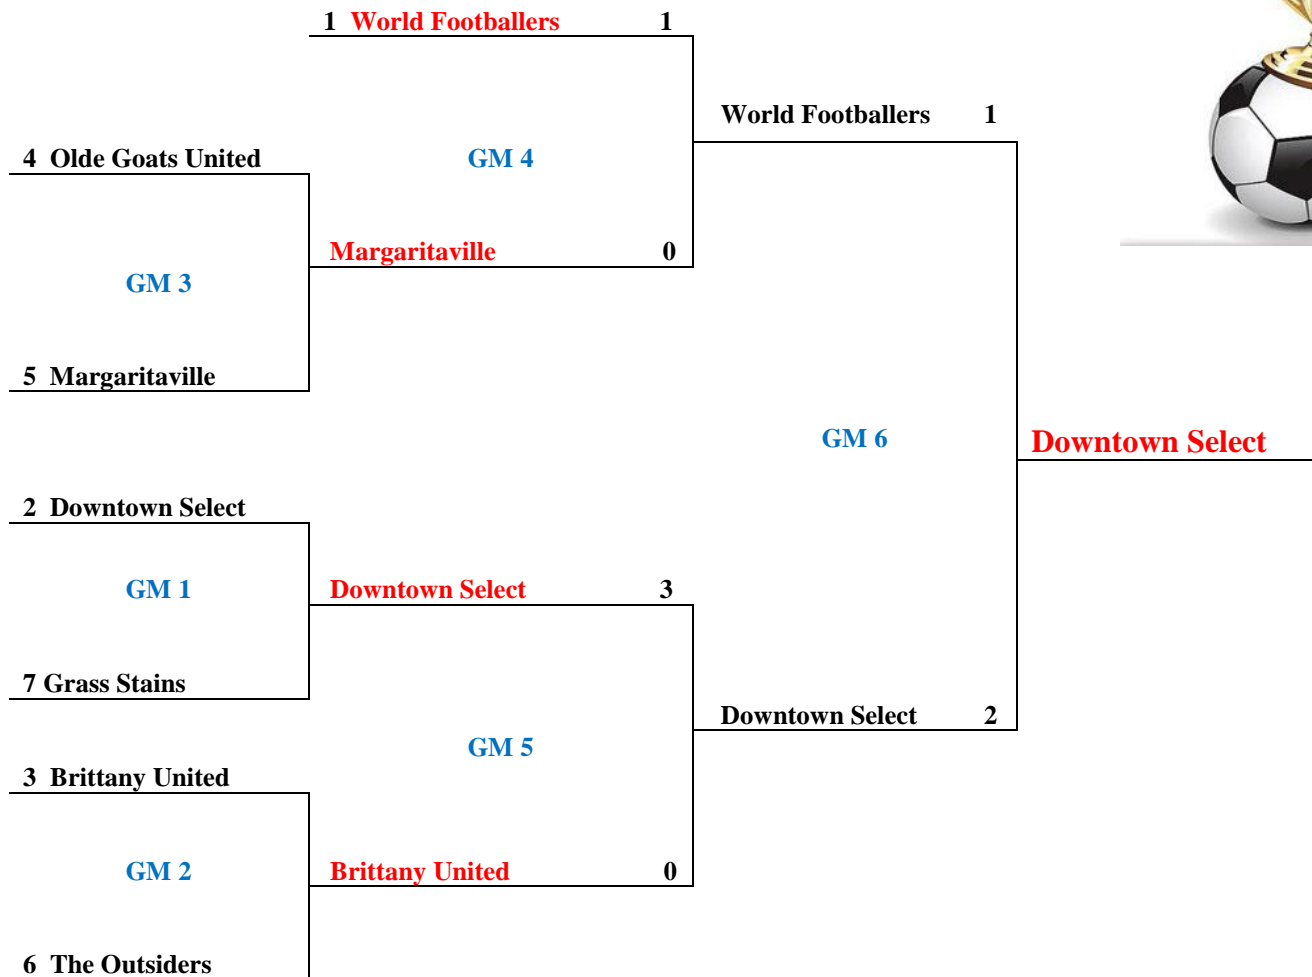 1 World Footballers 1
World Footballers 1
4 Olde Goats United
GM 4
Margaritaville 0
GM 3
5 Margaritaville
GM 6
Downtown Select
2 Downtown Select
GM 1
Downtown Select 3
7 Grass Stains
Downtown Select 2
GM 5
3 Brittany United
GM 2
Brittany United 0
6 The Outsiders